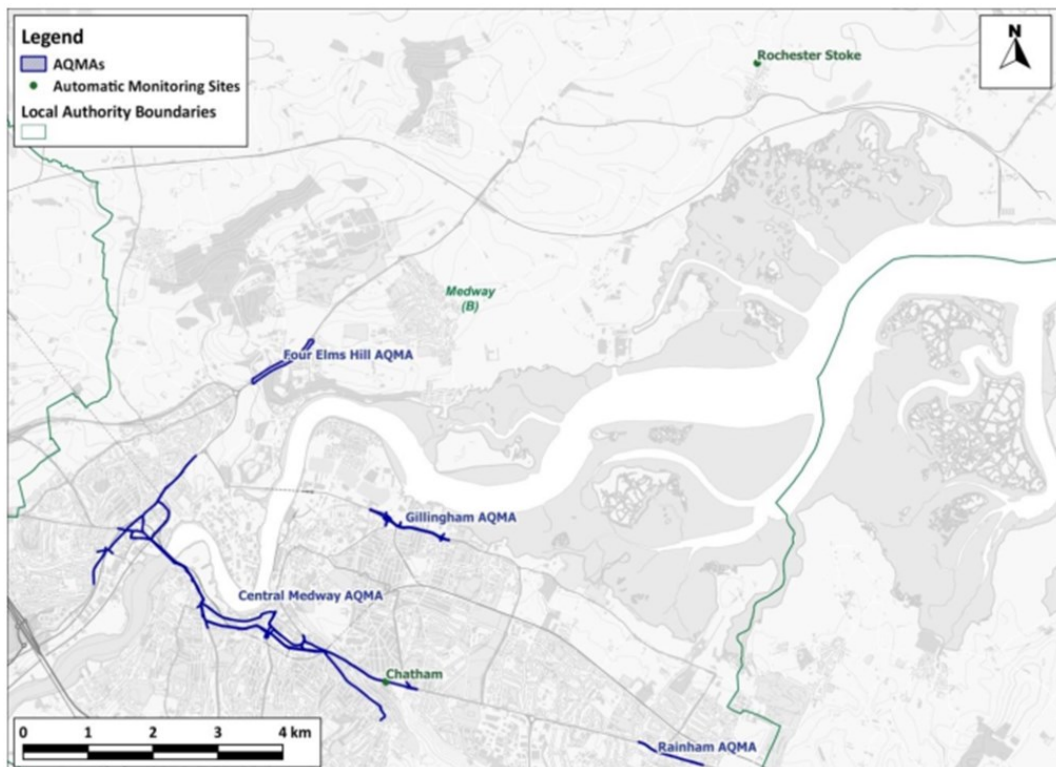 Legend
AQMAs
Automatic Monitoring Sites
Local Authority Boundaries
N
Rochester Stoke
Medway
(B)
Four Elms Hill AQMA
Gillingham AQMA
Central Medway AQMA
Chatham
Rainham AQMA
0 1 2 3 4 km